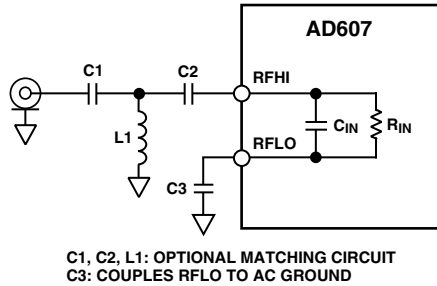 AD607
C1
C2
RFHI
L1
CIN
RIN
RFLO
C3
C1, C2, L1: OPTIONAL MATCHING CIRCUIT
C3: COUPLES RFLO TO AC GROUND